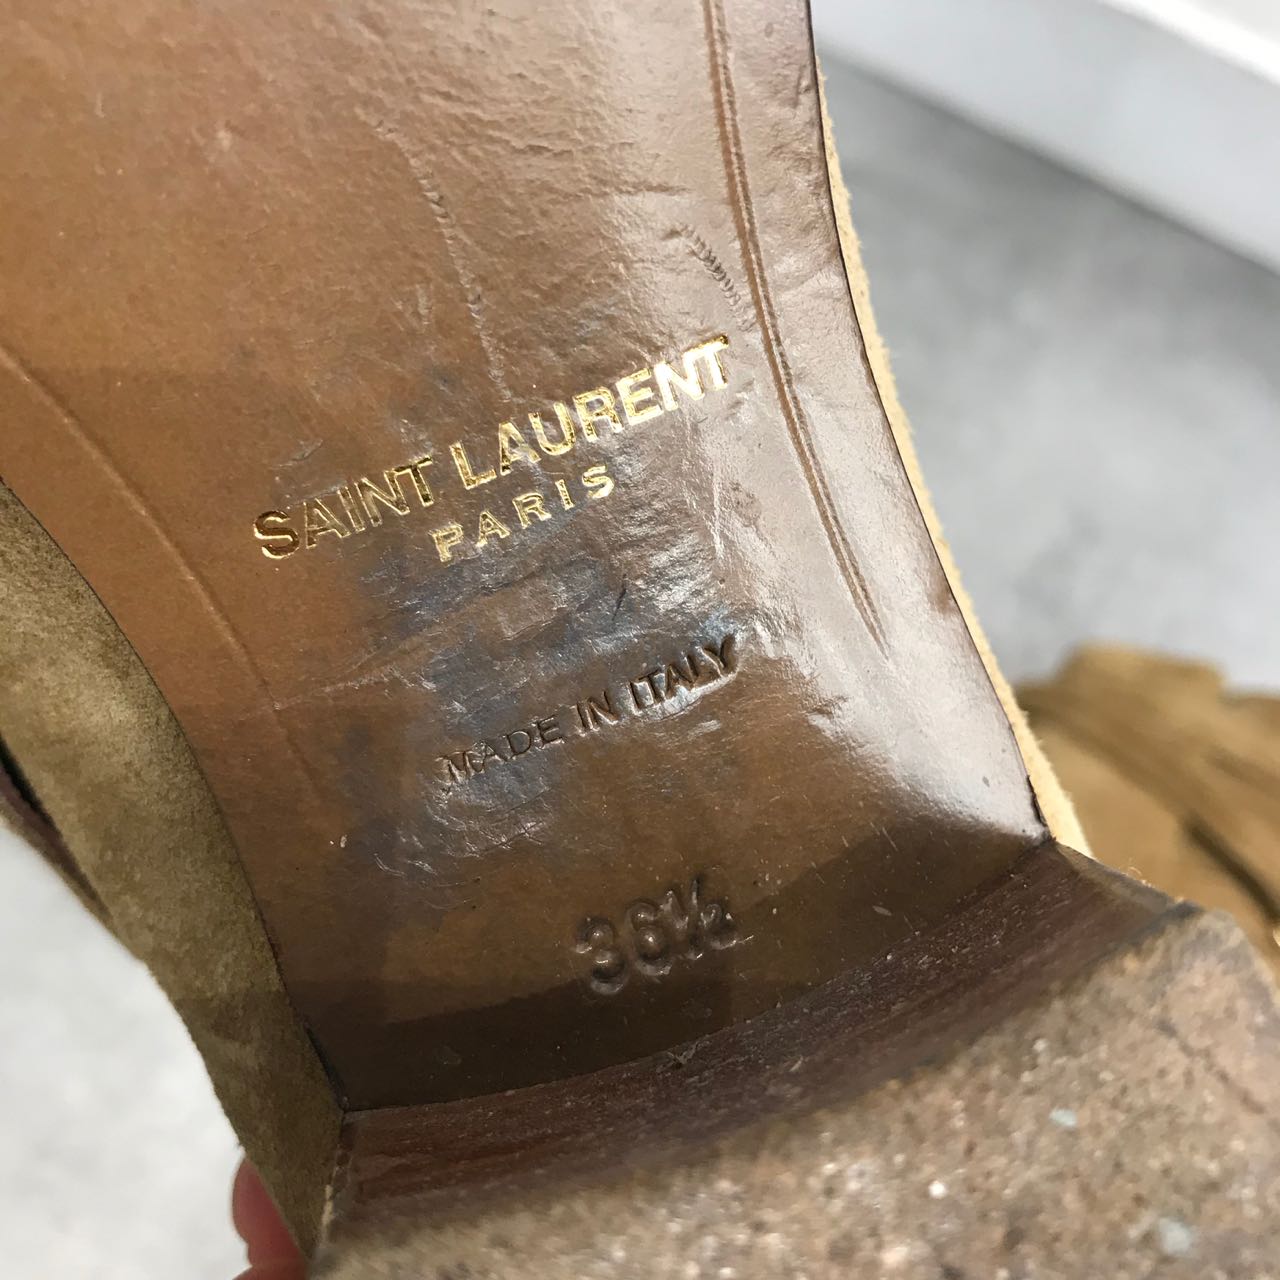 SAINT LAURENT
PARIS
MADE IN ITALY
36½